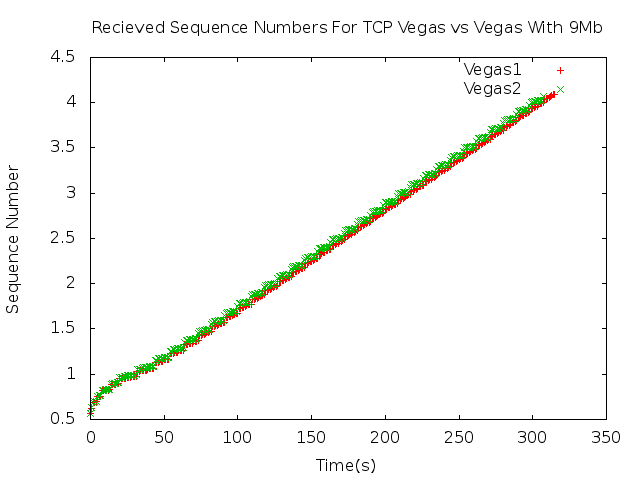 Recieved Sequence Numbers For TCP Vegas vs Vegas With 9Mb
4.5
4
3.5
3
2.5
2
1.5
1
0.5
Sequence Number
Vegas1
Vegas2
0 50 100 150 200 250 300 350
Time(s)